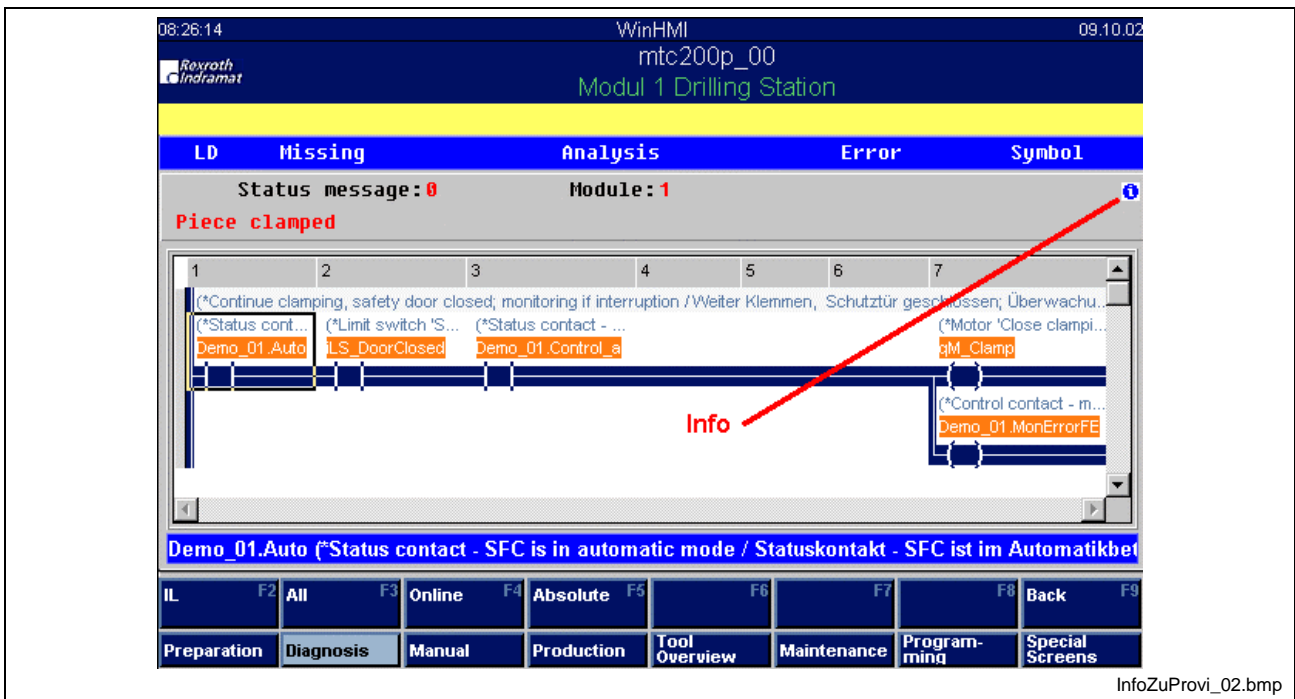 08:26:14 WinHMI 09.10.02
Rexroth mtc200p_00
Indramat Modul 1 Drilling Station
LD Missing Analysis Error Symbol
Status message:0 Module:1
Piece clamped
1 2 3 4 5 6 7
(*Continue clamping, safety door closed; monitoring if interruption / Weiter Klemmen, Schutztür geschlossen; Überwachu...
(*Status cont... (*Limit switch 'S... (*Status contact - ... (*Motor 'Close clampi...
Demo_01.Auto iLS_DoorClosed Demo_01.Control_a qM_Clamp
(*Control contact - m...
Info Demo_01.MonErrorFE
Demo_01.Auto (*Status contact - SFC is in automatic mode / Statuskontakt - SFC ist im Automatikbet
IL F2 All F3 Online F4 Absolute F5 F6 F7 F8 Back F9
Preparation Diagnosis Manual Production Tool Overview Maintenance Program-ming Special Screens
InfoZuProvi_02.bmp